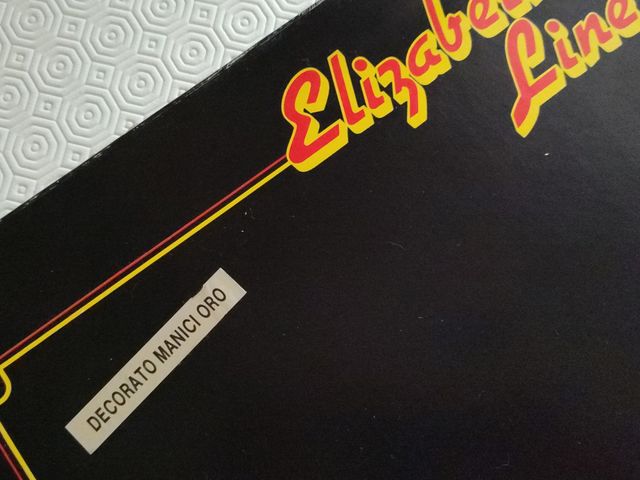 Line
DECORATO MANICI ORO